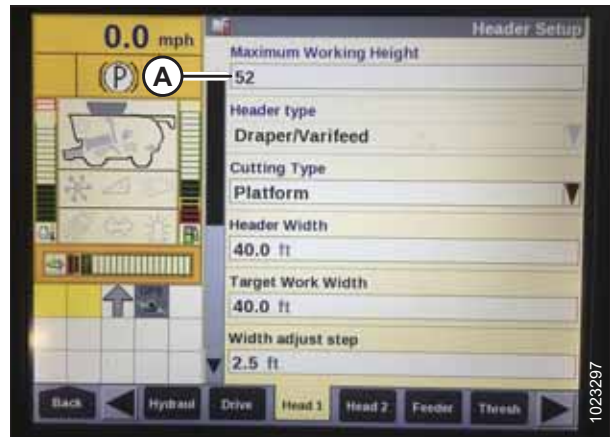 0.0 mph
(P)
A
Header Setup
Maximum Working Height
52
Header type
Draper/Varifeed
Cutting Type
Platform
Header Width
40.0 ft
Target Work Width
40.0 ft
Width adjust step
2.5 ft
Back
Hydraul
Drive
Head 1
Head 2
Feeder
Thresh
1023297